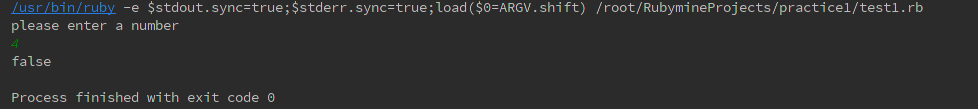 /usr/bin/ruby -e $stdout.sync=true;$stderr.sync=true;load($0=ARGV.shift) /root/RubymineProjects/practice1/test1.rb
please enter a number
4
false
Process finished with exit code 0